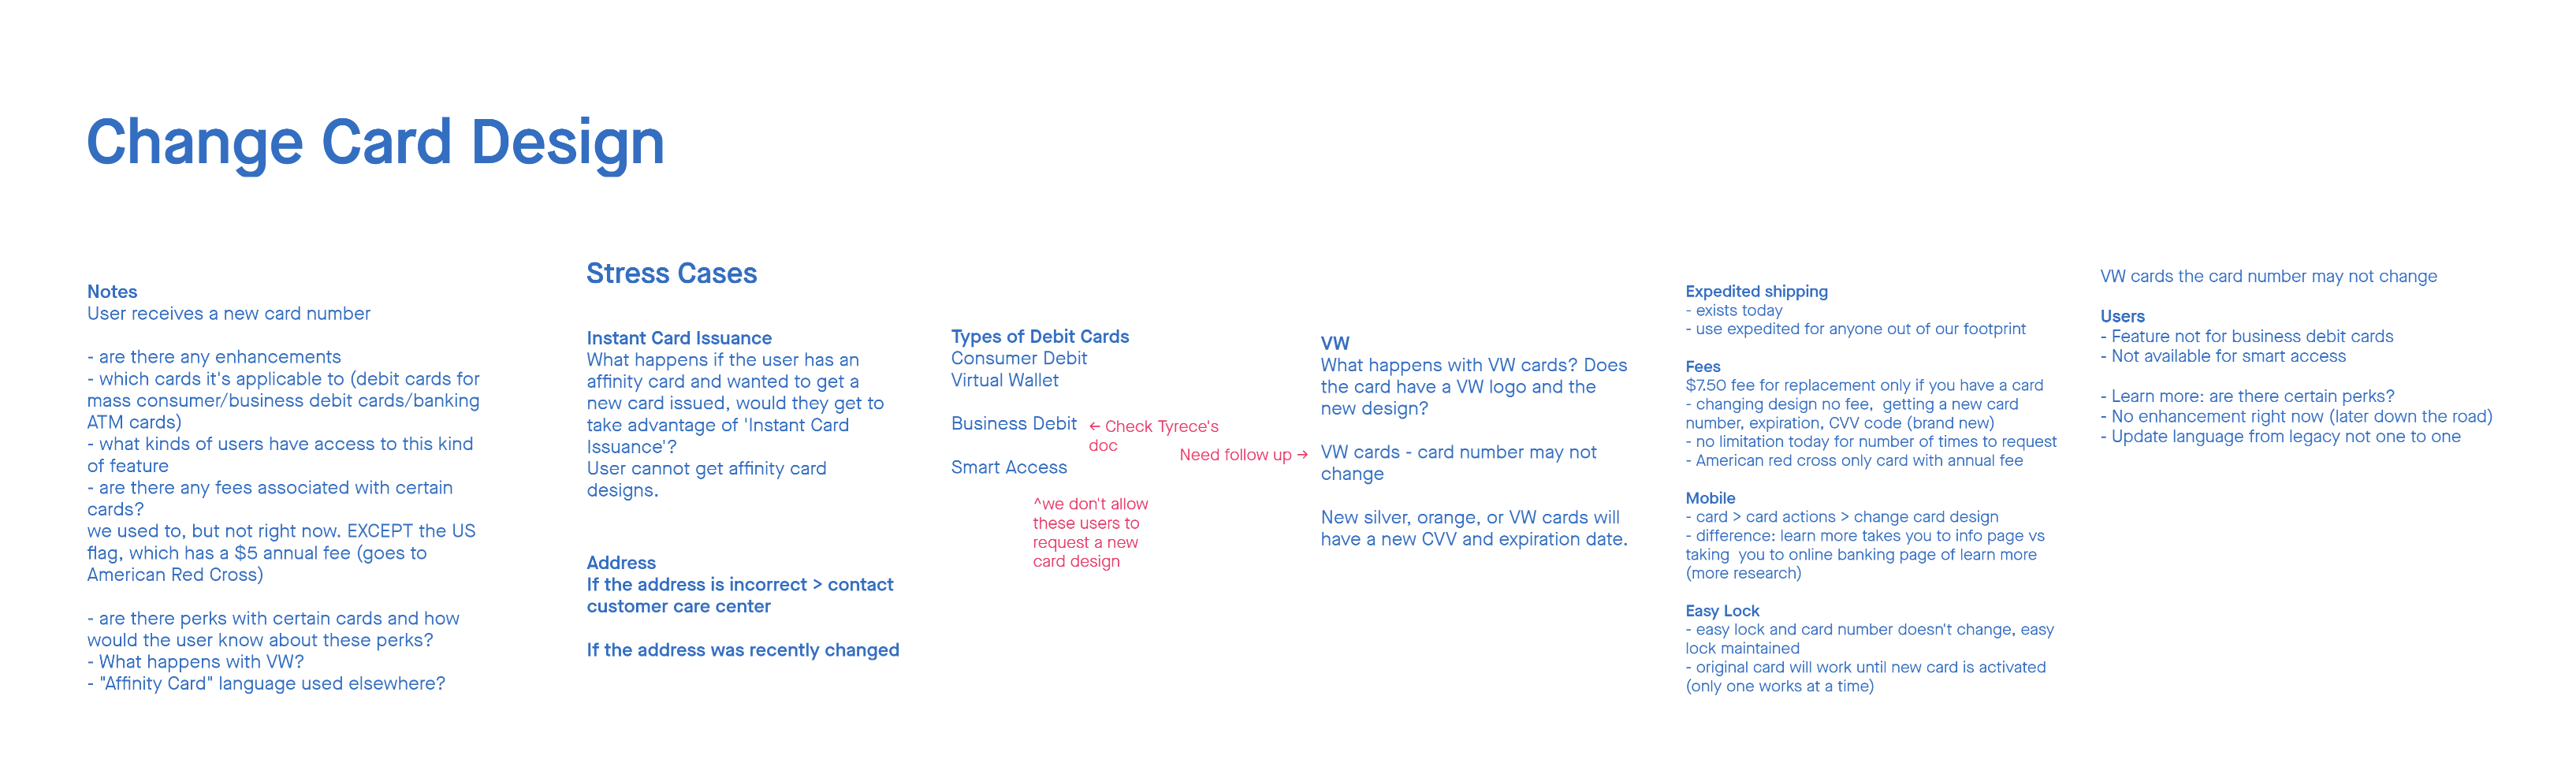 Change Card Design
Notes
User receives a new card number
- are there any enhancements
- which cards it's applicable to (debit cards for
mass consumer/business debit cards/banking
ATM cards)
- what kinds of users have access to this kind
of feature
- are there any fees associated with certain
cards?
we used to, but not right now. EXCEPT the US
flag, which has a $5 annual fee (goes to
American Red Cross)
- are there perks with certain cards and how
would the user know about these perks?
- What happens with VW?
- "Affinity Card" language used elsewhere?
Stress Cases
Instant Card Issuance
What happens if the user has an
affinity card and wanted to get a
new card issued, would they get to
take advantage of 'Instant Card
Issuance'?
User cannot get affinity card
designs.
Address
If the address is incorrect > contact
customer care center
If the address was recently changed
Types of Debit Cards
Consumer Debit
Virtual Wallet
Business Debit
← Check Tyrece's
doc
Smart Access
^we don't allow
these users to
request a new
card design
Need follow up →
VW
What happens with VW cards? Does
the card have a VW logo and the
new design?
VW cards - card number may not
change
New silver, orange, or VW cards will
have a new CVV and expiration date.
Expedited shipping
- exists today
- use expedited for anyone out of our footprint
Fees
$7.50 fee for replacement only if you have a card
- changing design no fee,  getting a new card
number, expiration, CVV code (brand new)
- no limitation today for number of times to request
- American red cross only card with annual fee
Mobile
- card > card actions > change card design
- difference: learn more takes you to info page vs
taking  you to online banking page of learn more
(more research)
Easy Lock
- easy lock and card number doesn't change, easy
lock maintained
- original card will work until new card is activated
(only one works at a time)
VW cards the card number may not change
Users
- Feature not for business debit cards
- Not available for smart access
- Learn more: are there certain perks?
- No enhancement right now (later down the road)
- Update language from legacy not one to one